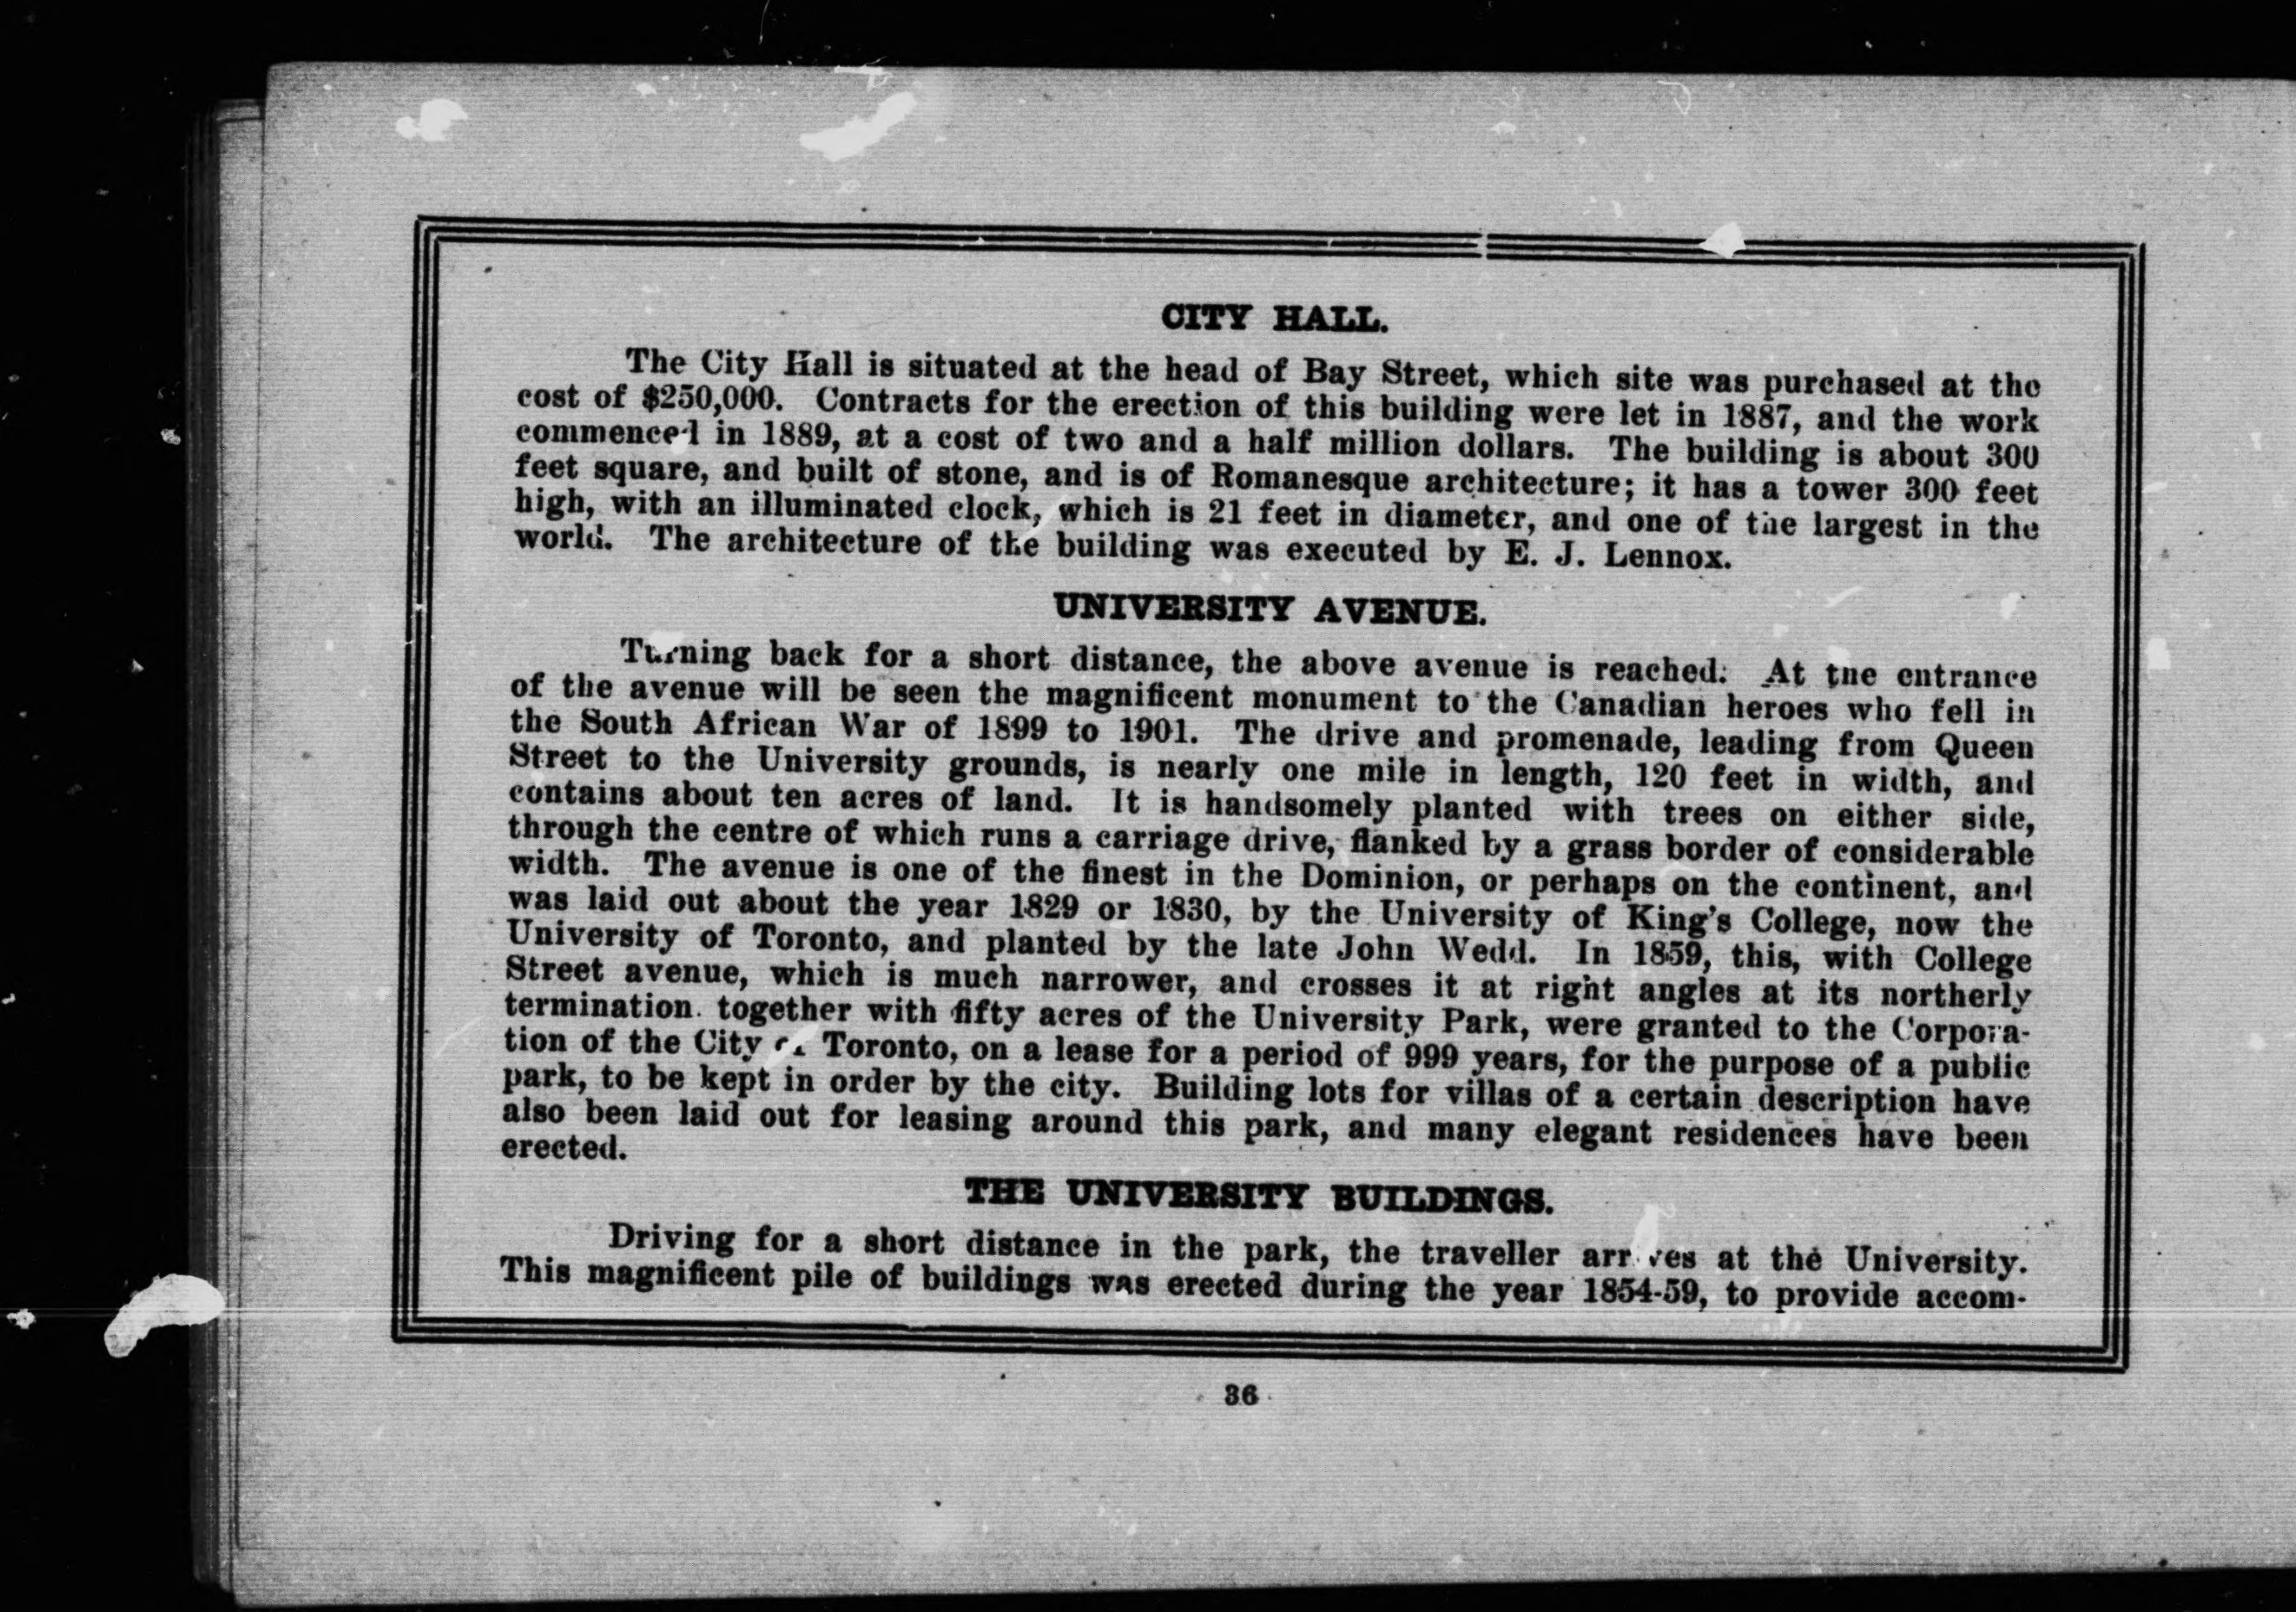 CITY HALL.
The City Hall is situated at the head of Bay Street, which site was purchased at the
cost of $250,000. Contracts for the erection of this building were let in 1887, and the work
commenced in 1889, at a cost of two and a half million dollars. The building is about 300
feet square, and built of stone, and is of Romanesque architecture; it has a tower 300 feet
high, with an illuminated clock, which is 21 feet in diameter, and one of the largest in the
world. The architecture of the building was executed by E. J. Lennox.
UNIVERSITY AVENUE.
Turning back for a short distance, the above avenue is reached: At the entrance
of the avenue will be seen the magnificent monument to the Canadian heroes who fell in
the South African War of 1899 to 1901. The drive and promenade, leading from Queen
Street to the University grounds, is nearly one mile in length, 120 feet in width, and
contains about ten acres of land. It is handsomely planted with trees on either side,
through the centre of which runs a carriage drive, flanked by a grass border of considerable
width. The avenue is one of the finest in the Dominion, or perhaps on the continent, and
was laid out about the year 1829 or 1830, by the University of King's College, now the
University of Toronto, and planted by the late John Wedd. In 1859, this, with College
Street avenue, which is much narrower, and crosses it at right angles at its northerly
termination. together with fifty acres of the University Park, were granted to the Corpora-
tion of the City of Toronto, on a lease for a period of 999 years, for the purpose of a public
park, to be kept in order by the city. Building lots for villas of a certain description have
also been laid out for leasing around this park, and many elegant residences have been
erected.
THE UNIVERSITY BUILDINGS.
Driving for a short distance in the park, the traveller arrives at the University.
This magnificent pile of buildings was erected during the year 1854-59, to provide accom-
36